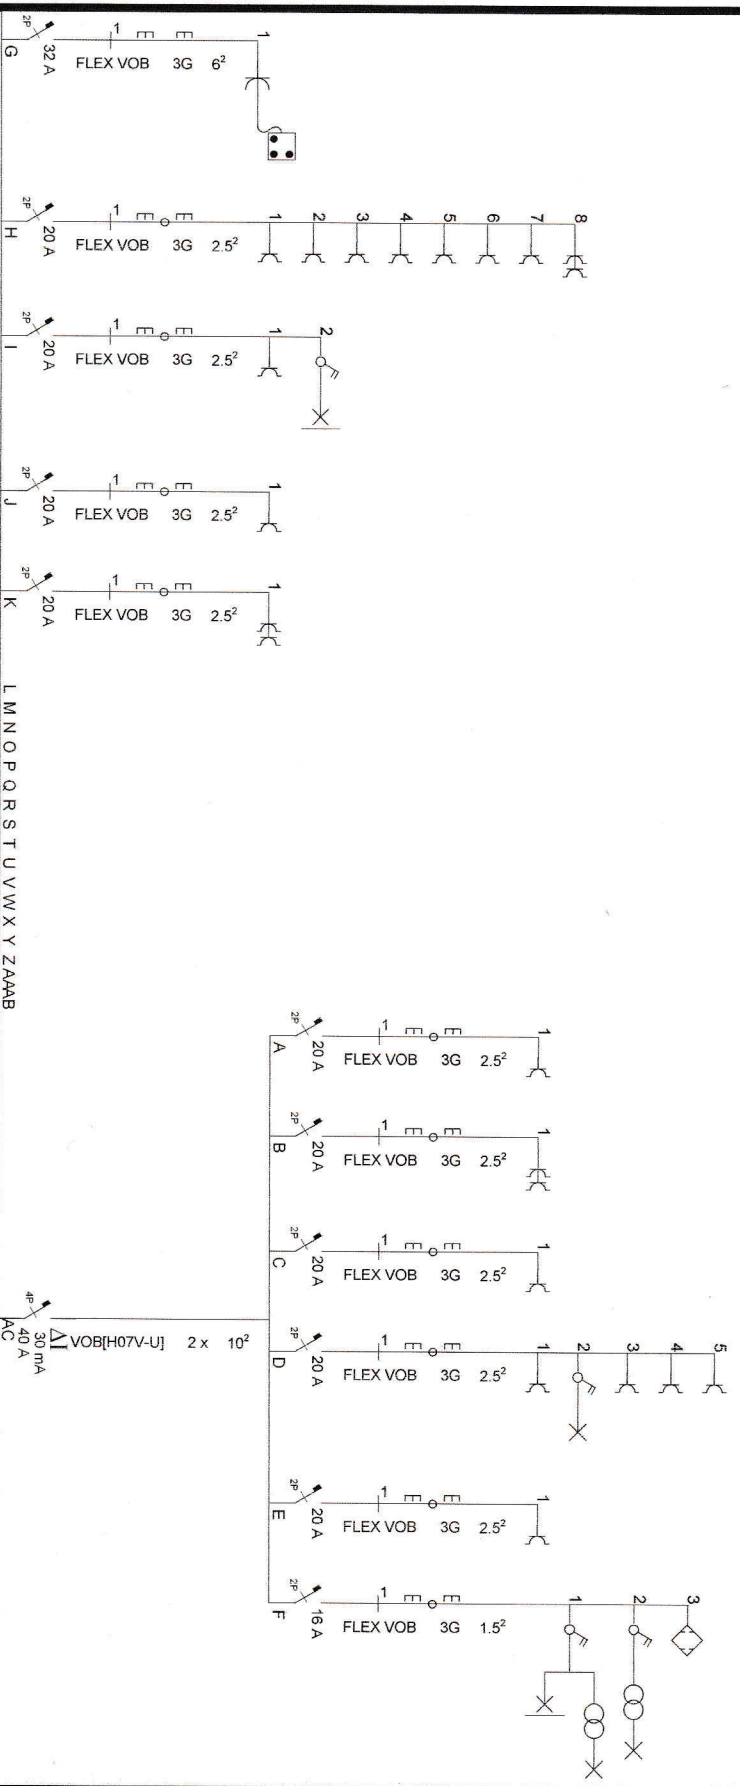 1 1
2P 32 A FLEX VOB 3G 6²
G
1 1 2 3 4 5 6 7 8
2P 20 A FLEX VOB 3G 2.5²
H
1 1 2
2P 20 A FLEX VOB 3G 2.5²
I
1 1
2P 20 A FLEX VOB 3G 2.5²
J
1 1
2P 20 A FLEX VOB 3G 2.5²
K
L M N O P Q R S T U V W X Y Z AA AB
1 1
2P 20 A FLEX VOB 3G 2.5²
A
1 1
2P 20 A FLEX VOB 3G 2.5²
B
1 1
2P 20 A FLEX VOB 3G 2.5²
C
4P 30 mA ΔI VOB[H07V-U] 2 x 10²
40 A
AC
1 1 2 3 4 5
2P 20 A FLEX VOB 3G 2.5²
D
1 1
2P 20 A FLEX VOB 3G 2.5²
E
1 1 2 3
2P 16 A FLEX VOB 3G 1.5²
F